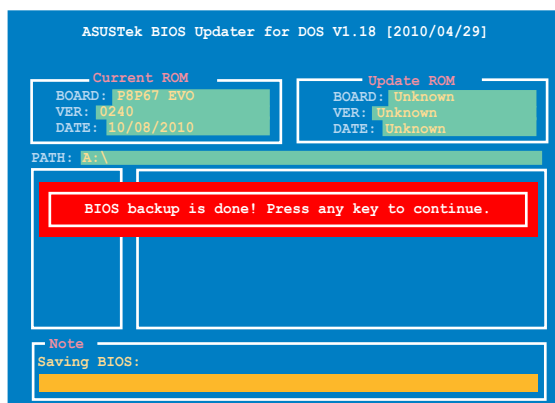 ASUSTek BIOS Updater for DOS V1.18 [2010/04/29]
Current ROM
BOARD: P8P67 EVO
VER: 0240
DATE: 10/08/2010
Update ROM
BOARD: Unknown
VER: Unknown
DATE: Unknown
PATH: A:\
BIOS backup is done! Press any key to continue.
Note
Saving BIOS: